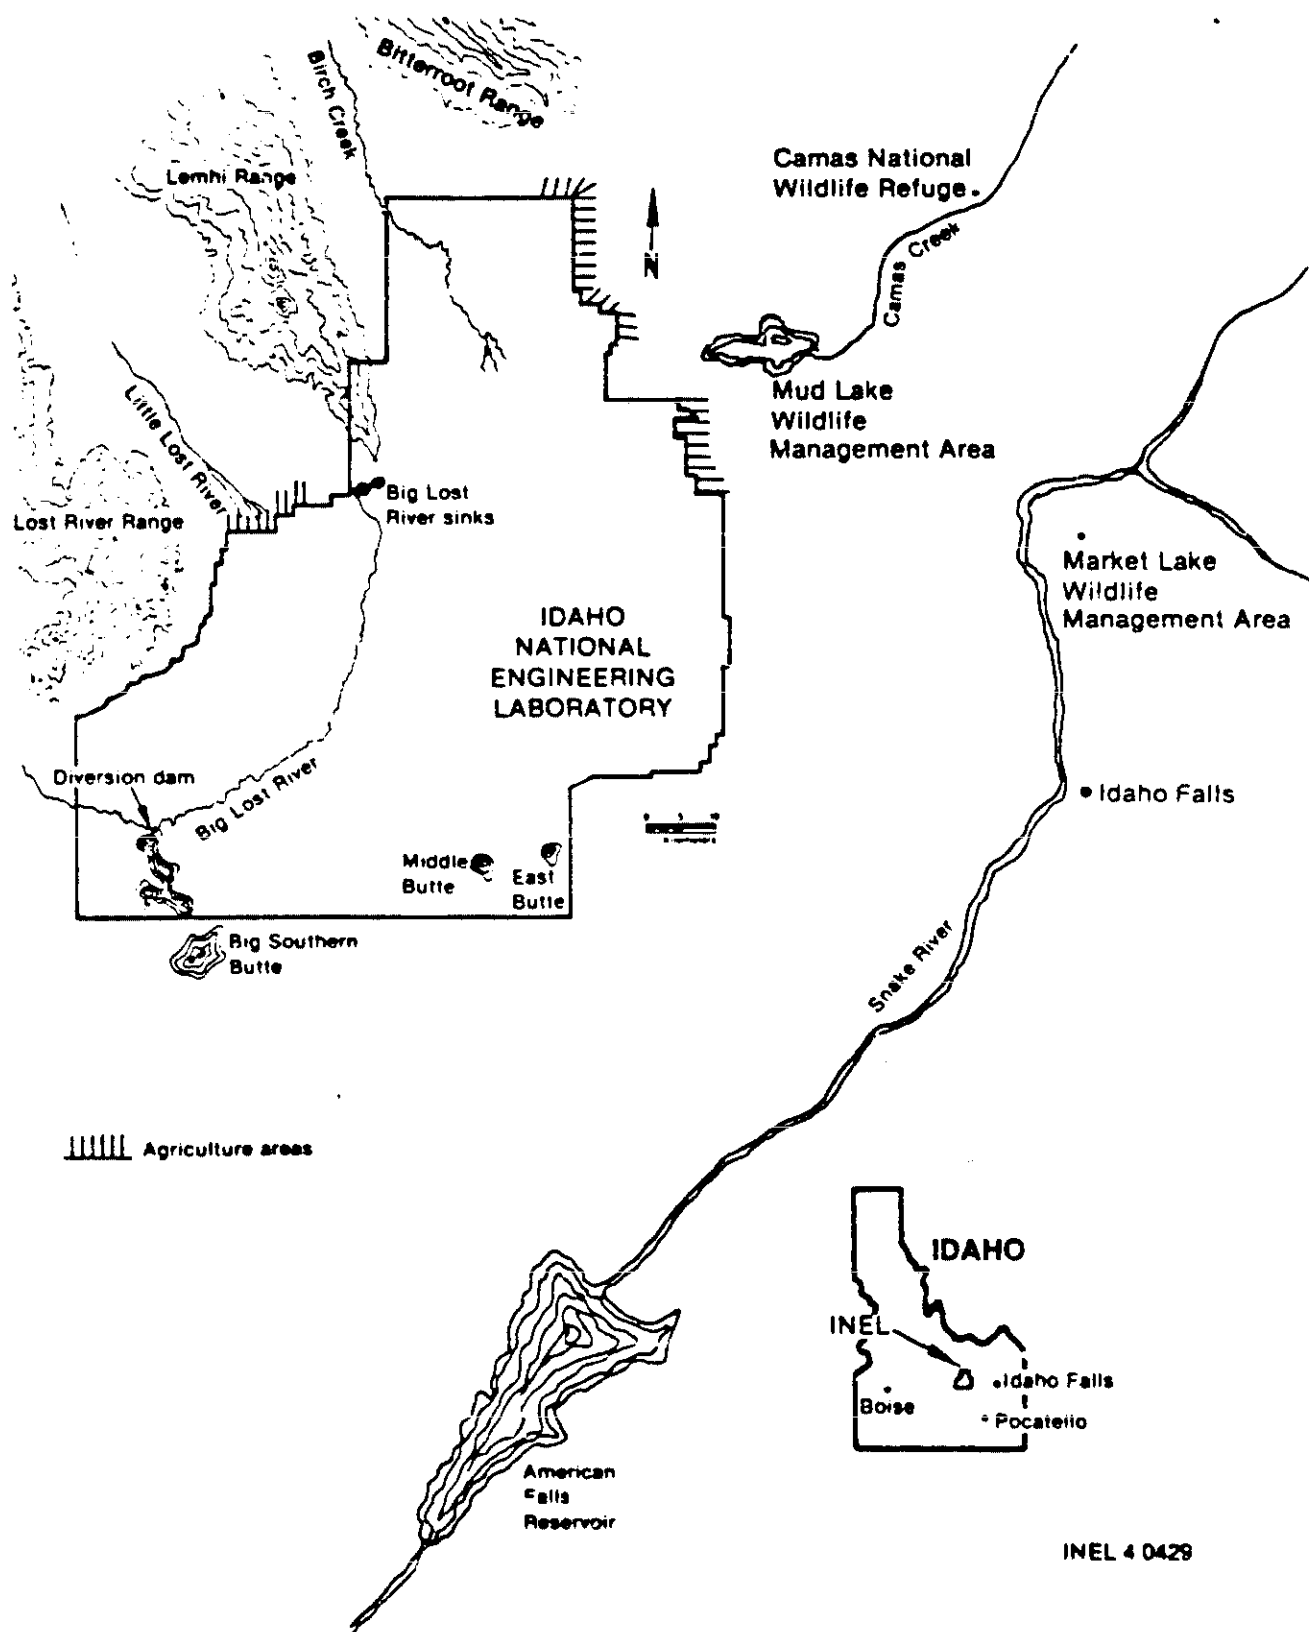 Bitterroot Range
Birch Creek
Lemhi Range
Camas National
Wildlife Refuge
N
Camas Creek
Mud Lake
Wildlife
Management Area
Little Lost River
Big Lost
River sinks
Lost River Range
Market Lake
Wildlife
Management Area
IDAHO
NATIONAL
ENGINEERING
LABORATORY
Diversion dam
Big Lost River
Idaho Falls
0 5 10
Middle
Butte
East
Butte
Big Southern
Butte
Snake River
Agriculture areas
IDAHO
INEL
Idaho Falls
Boise
Pocatello
American
Falls
Reservoir
INEL 4 0429